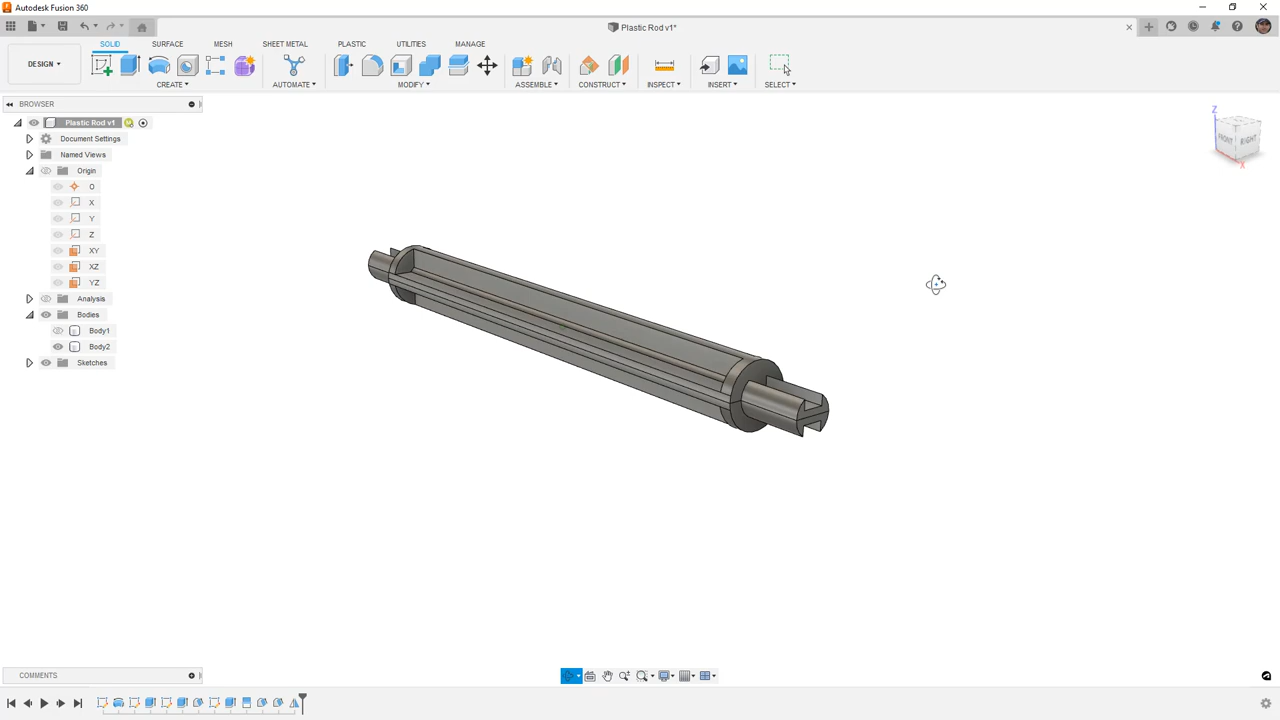 Autodesk Fusion 360
Plastic Rod v1*
SOLID SURFACE MESH SHEET METAL PLASTIC UTILITIES MANAGE
DESIGN
CREATE AUTOMATE MODIFY ASSEMBLE CONSTRUCT INSPECT INSERT SELECT
BROWSER
Plastic Rod v1
Document Settings
Named Views
Origin
O
X
Y
Z
XY
XZ
YZ
Analysis
Bodies
Body1
Body2
Sketches
Z
FRONT RIGHT
X
COMMENTS